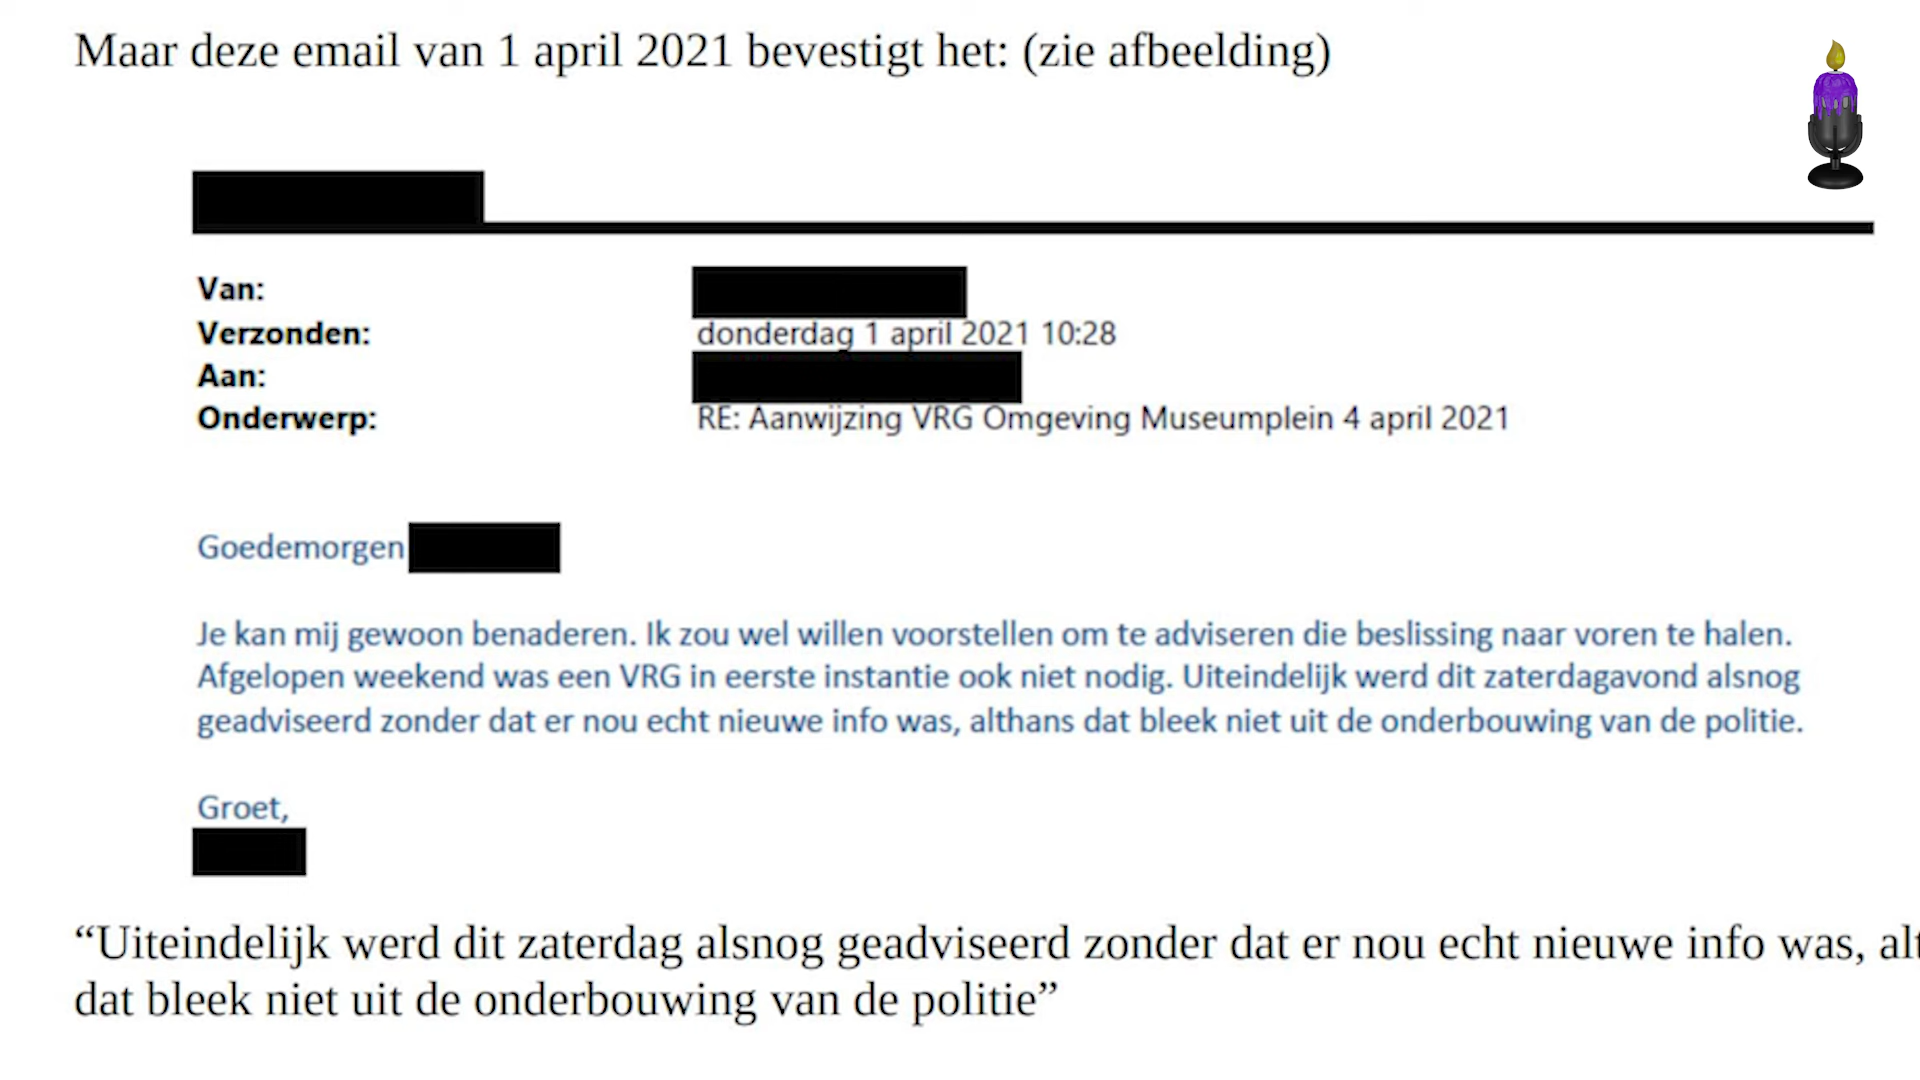 Maar deze email van 1 april 2021 bevestigt het: (zie afbeelding)
Van:
Verzonden: donderdag 1 april 2021 10:28
Aan:
Onderwerp: RE: Aanwijzing VRG Omgeving Museumplein 4 april 2021
Goedemorgen
Je kan mij gewoon benaderen. Ik zou wel willen voorstellen om te adviseren die beslissing naar voren te halen.
Afgelopen weekend was een VRG in eerste instantie ook niet nodig. Uiteindelijk werd dit zaterdagavond alsnog
geadviseerd zonder dat er nou echt nieuwe info was, althans dat bleek niet uit de onderbouwing van de politie.
Groet,
“Uiteindelijk werd dit zaterdag alsnog geadviseerd zonder dat er nou echt nieuwe info was,
dat bleek niet uit de onderbouwing van de politie”